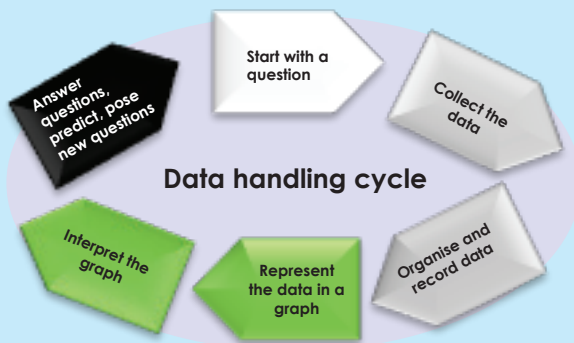 Start with a
question
Collect the
data
Organise and
record data
Represent
the data in a
graph
Interpret the
graph
Answer
questions,
predict, pose
new questions
Data handling cycle